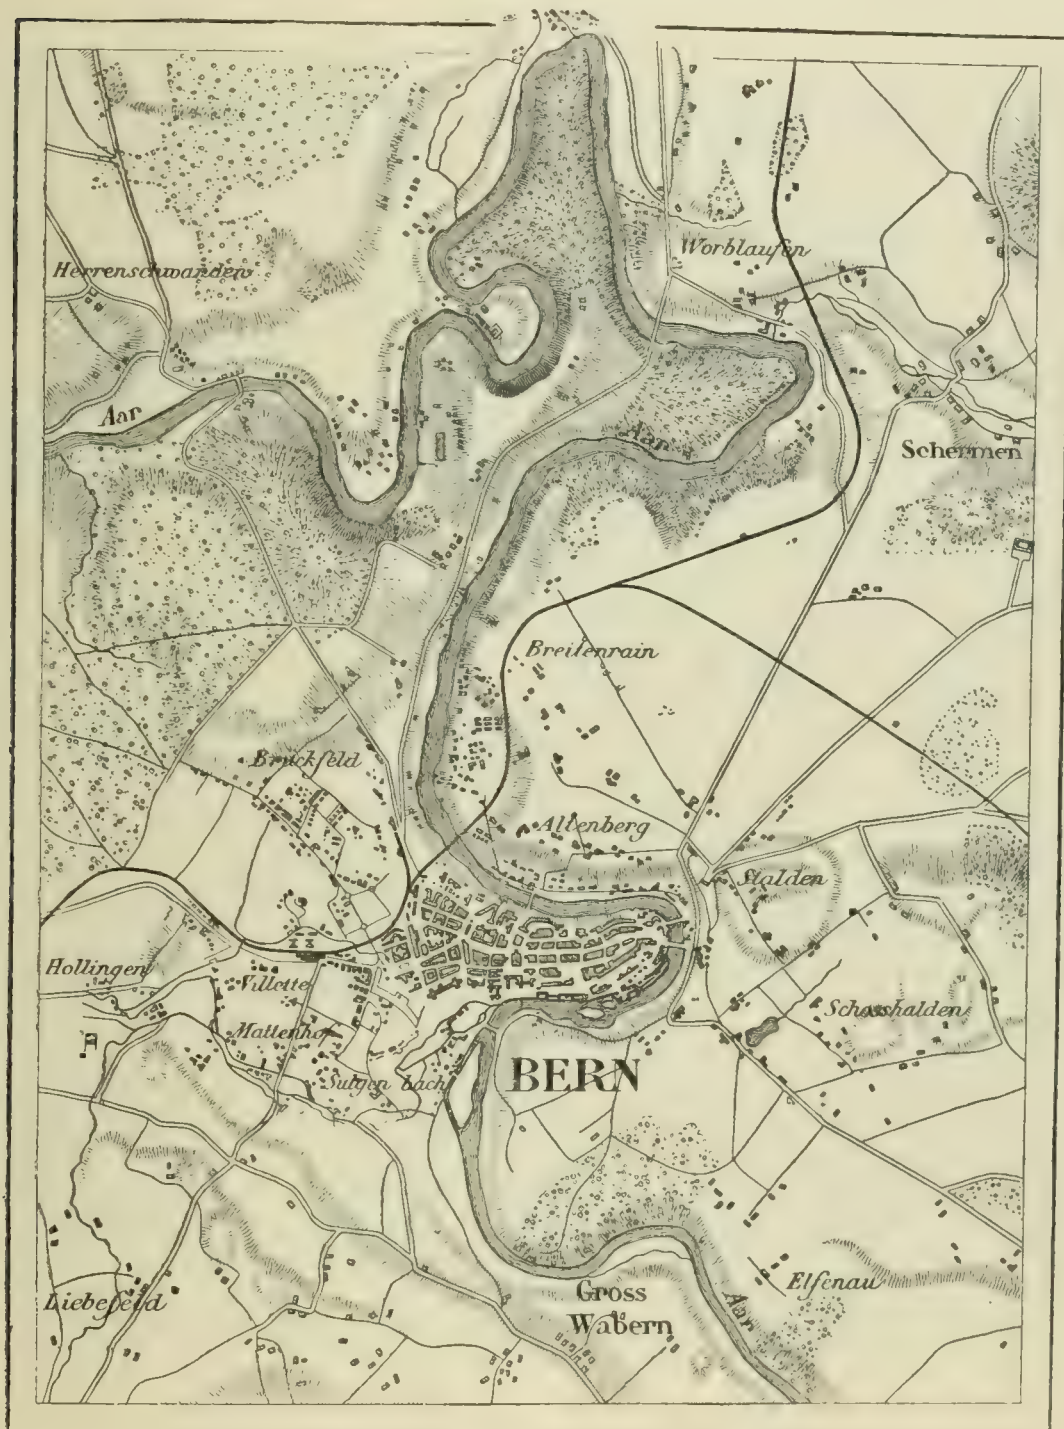 Worblaufen
Herrenschwanden
Aar
Aar
Schermen
Breitenrain
Brückfeld
Altenberg
Stalden
Hollingen
Villette
Mattenhof
Schosshalden
Sulgenbach
BERN
Gross
Wabern
Elfenau
Liebefeld
Aar